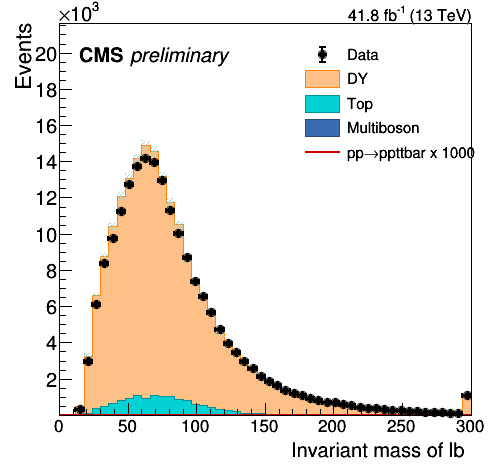 ×10³
41.8 fb⁻¹ (13 TeV)
Events
CMS preliminary
Data
DY
Top
Multiboson
pp→ppttbar x 1000
20
18
16
14
12
10
8
6
4
2
0 50 100 150 200 250 300
Invariant mass of lb